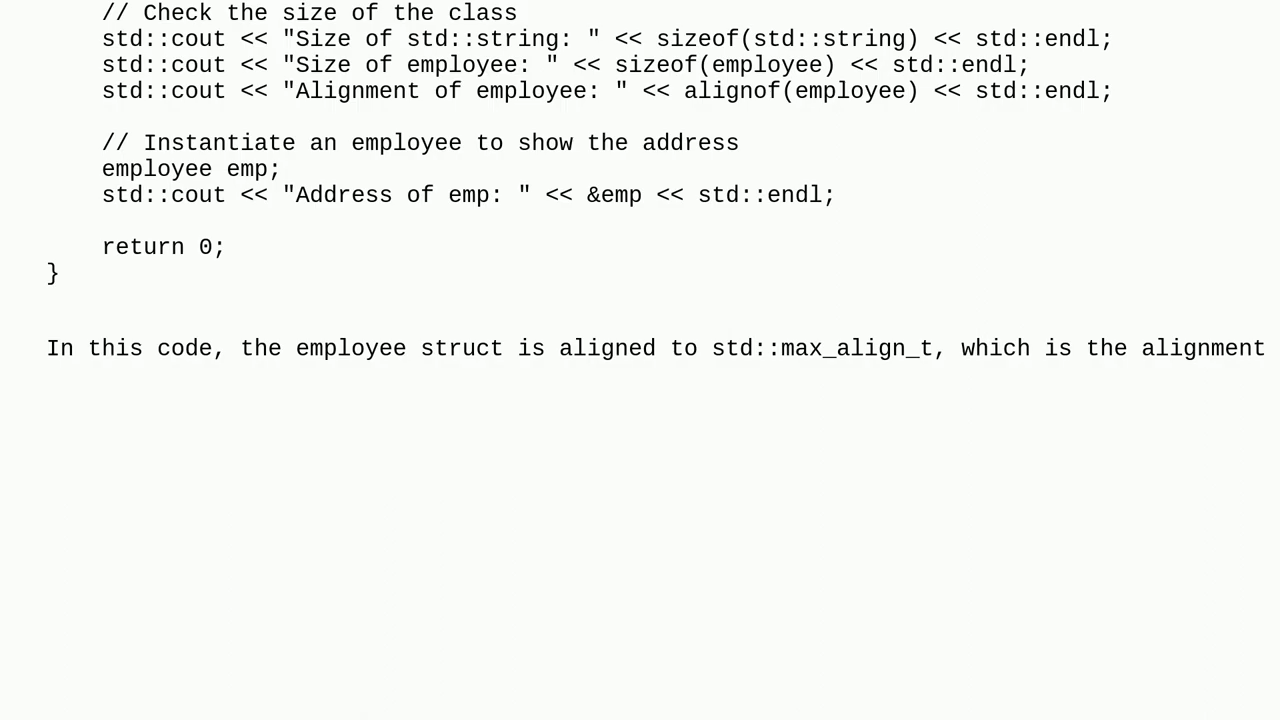 // Check the size of the class
std::cout << "Size of std::string: " << sizeof(std::string) << std::endl;
std::cout << "Size of employee: " << sizeof(employee) << std::endl;
std::cout << "Alignment of employee: " << alignof(employee) << std::endl;
// Instantiate an employee to show the address
employee emp;
std::cout << "Address of emp: " << &emp << std::endl;
return 0;
}
In this code, the employee struct is aligned to std::max_align_t, which is the alignment